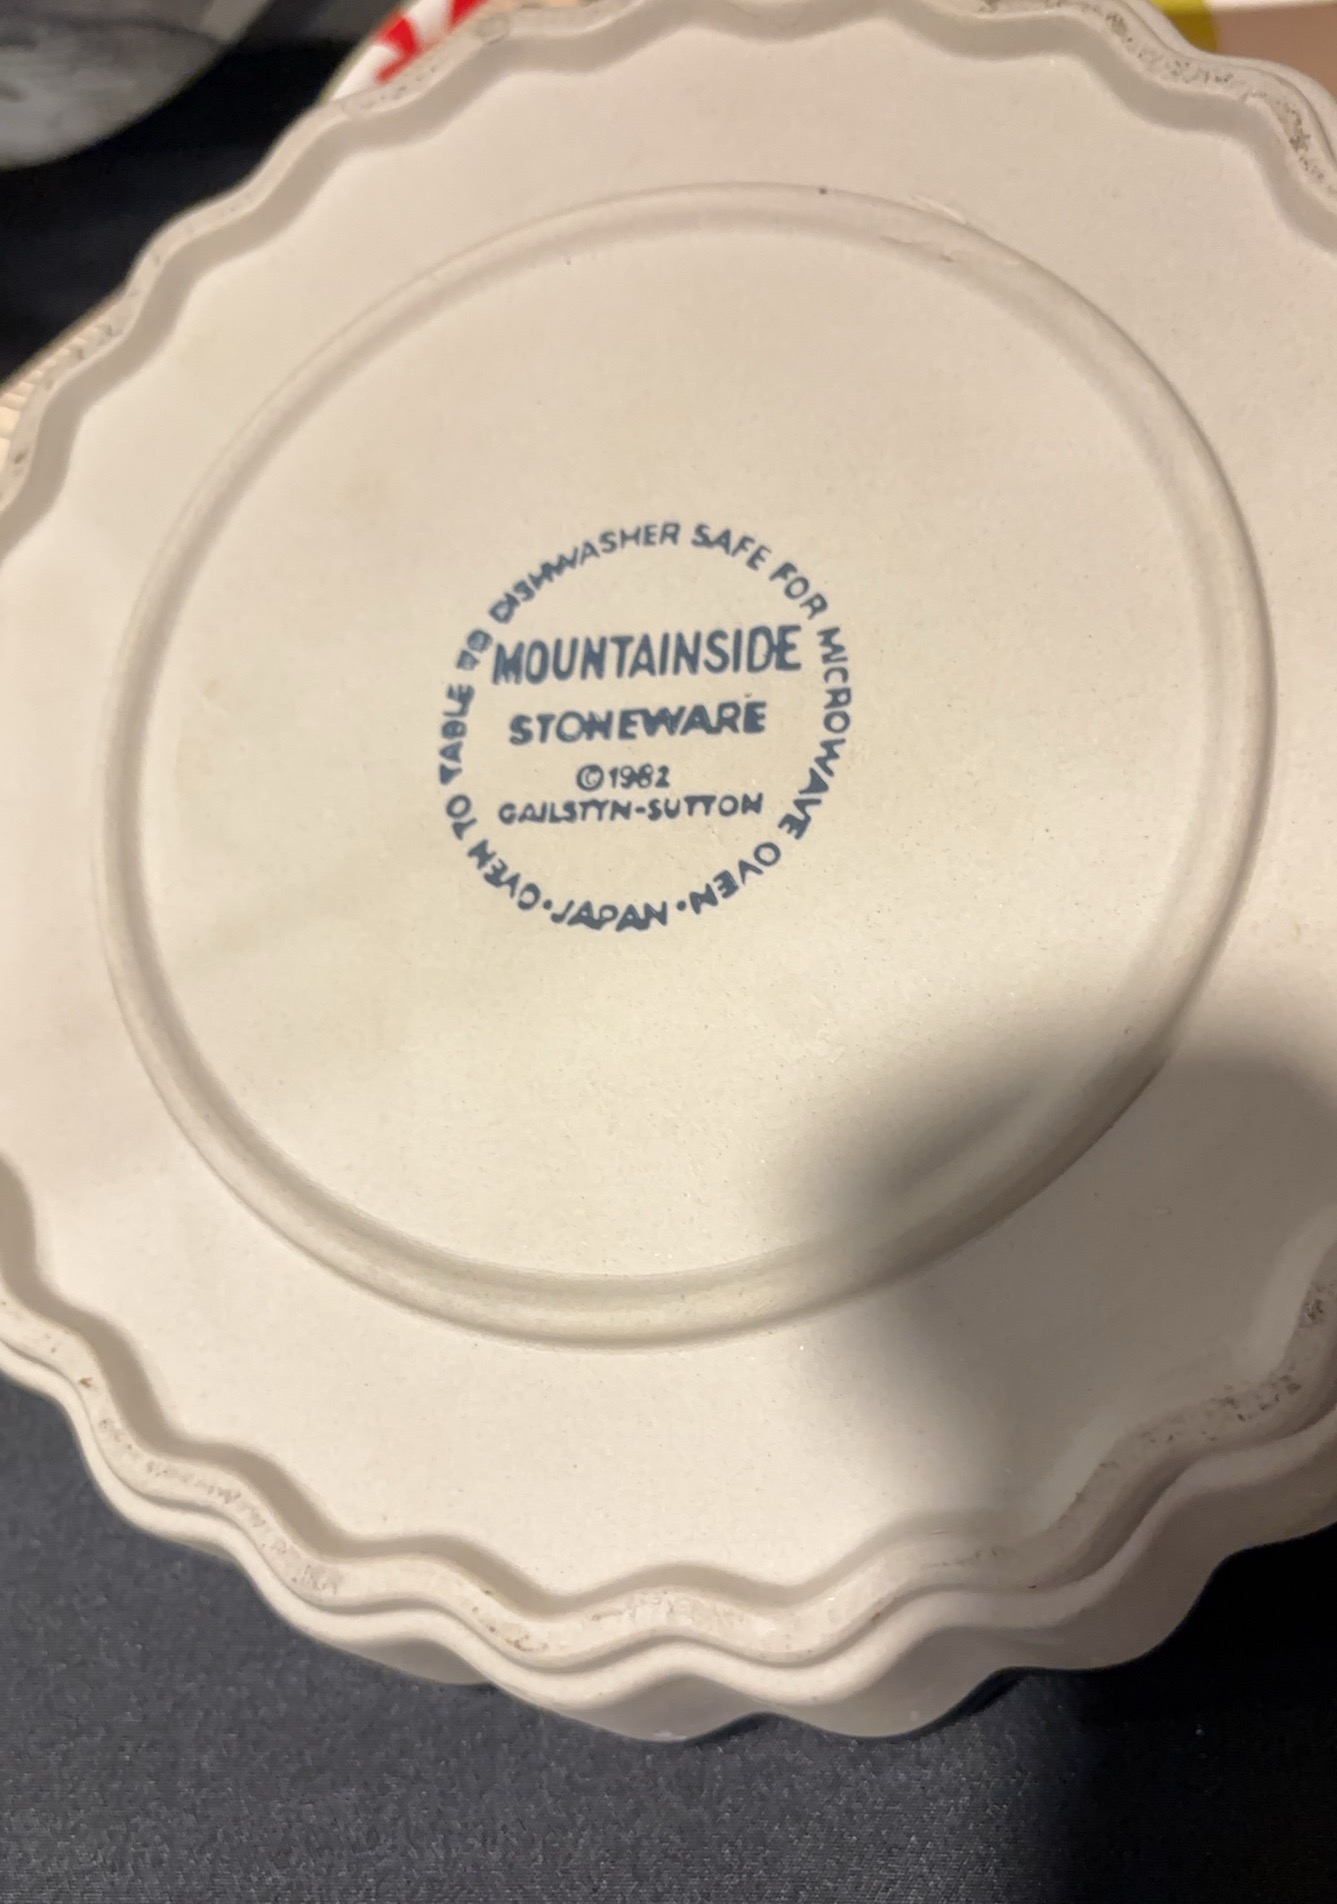 MOUNTAINSIDE
STONEWARE
©1982
GAILSTYN-SUTTON
OVEN TO TABLE TO DISHWASHER SAFE FOR MICROWAVE OVEN • JAPAN •